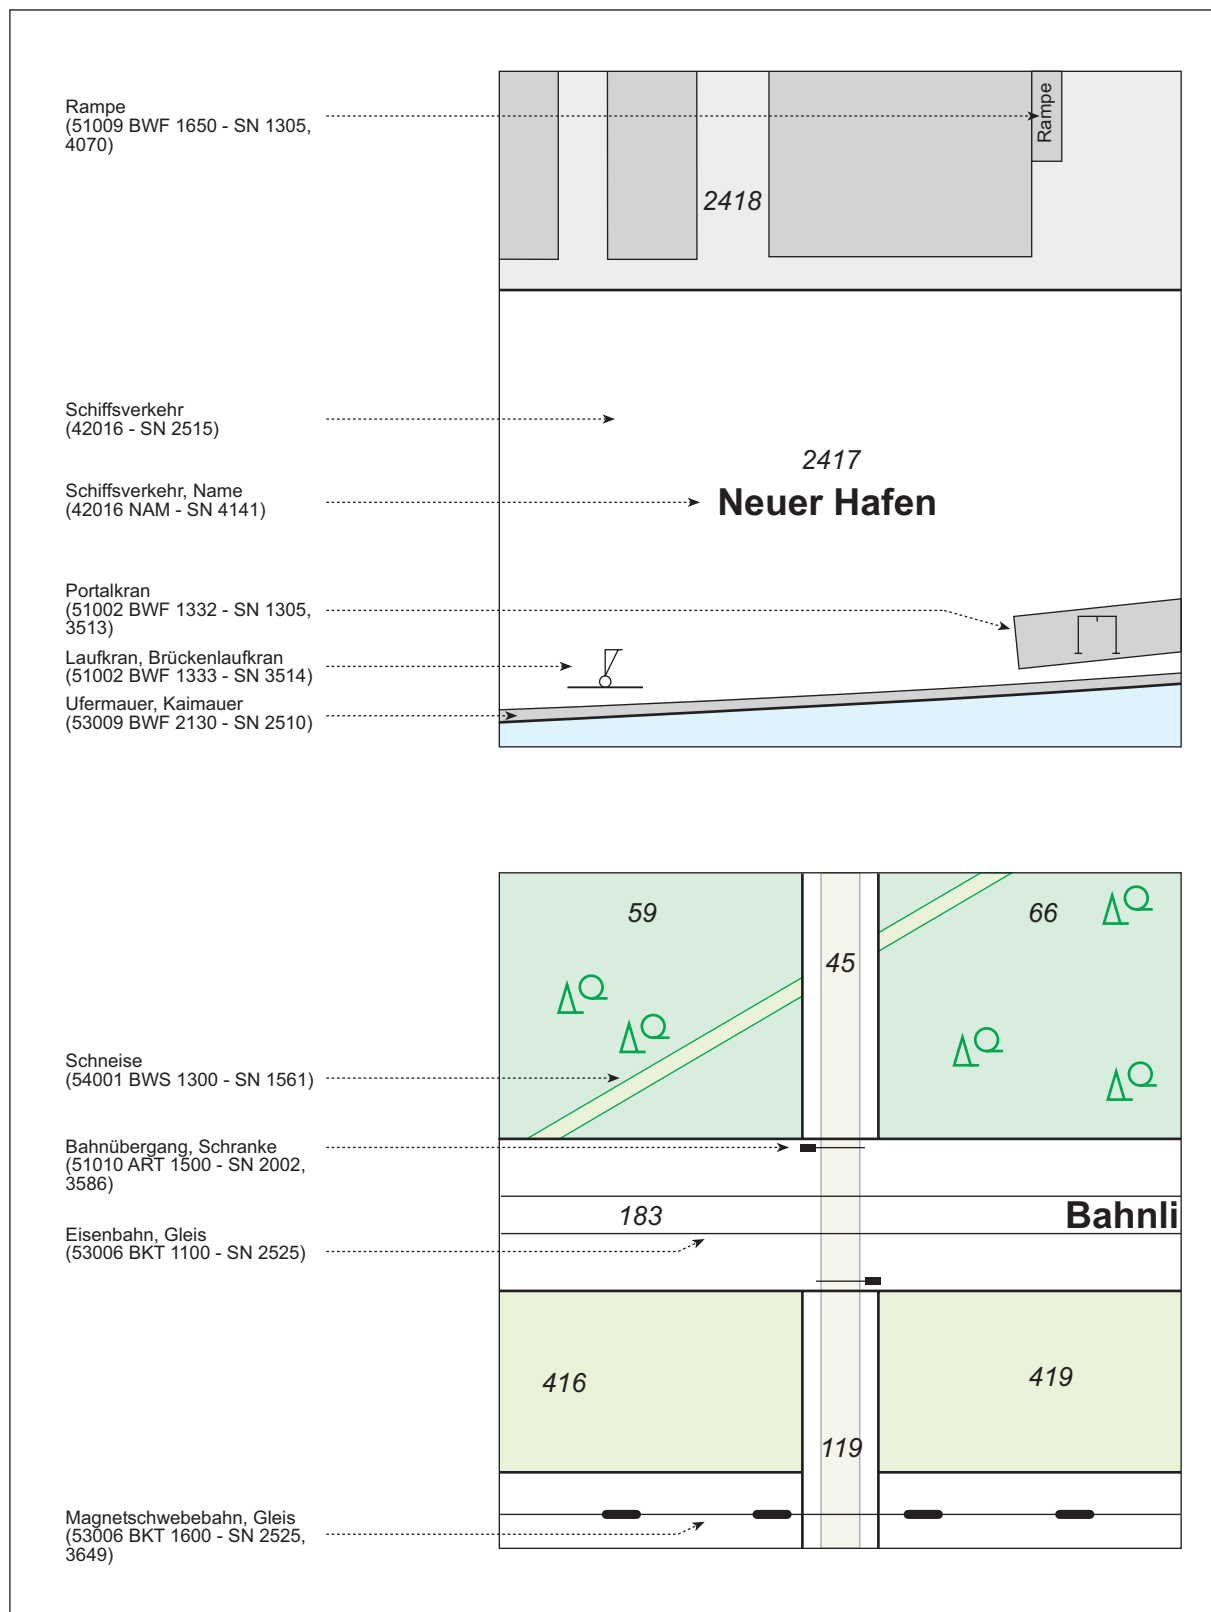 Rampe
(51009 BWF 1650 - SN 1305,
4070)
Rampe
2418
Schiffsverkehr
(42016 - SN 2515)
2417
Schiffsverkehr, Name
(42016 NAM - SN 4141)
Neuer Hafen
Portalkran
(51002 BWF 1332 - SN 1305,
3513)
Laufkran, Brückenlaufkran
(51002 BWF 1333 - SN 3514)
Ufermauer, Kaimauer
(53009 BWF 2130 - SN 2510)
59
66
45
Schneise
(54001 BWS 1300 - SN 1561)
Bahnübergang, Schranke
(51010 ART 1500 - SN 2002,
3586)
183
Bahnli
Eisenbahn, Gleis
(53006 BKT 1100 - SN 2525)
416
419
119
Magnetschwebebahn, Gleis
(53006 BKT 1600 - SN 2525,
3649)